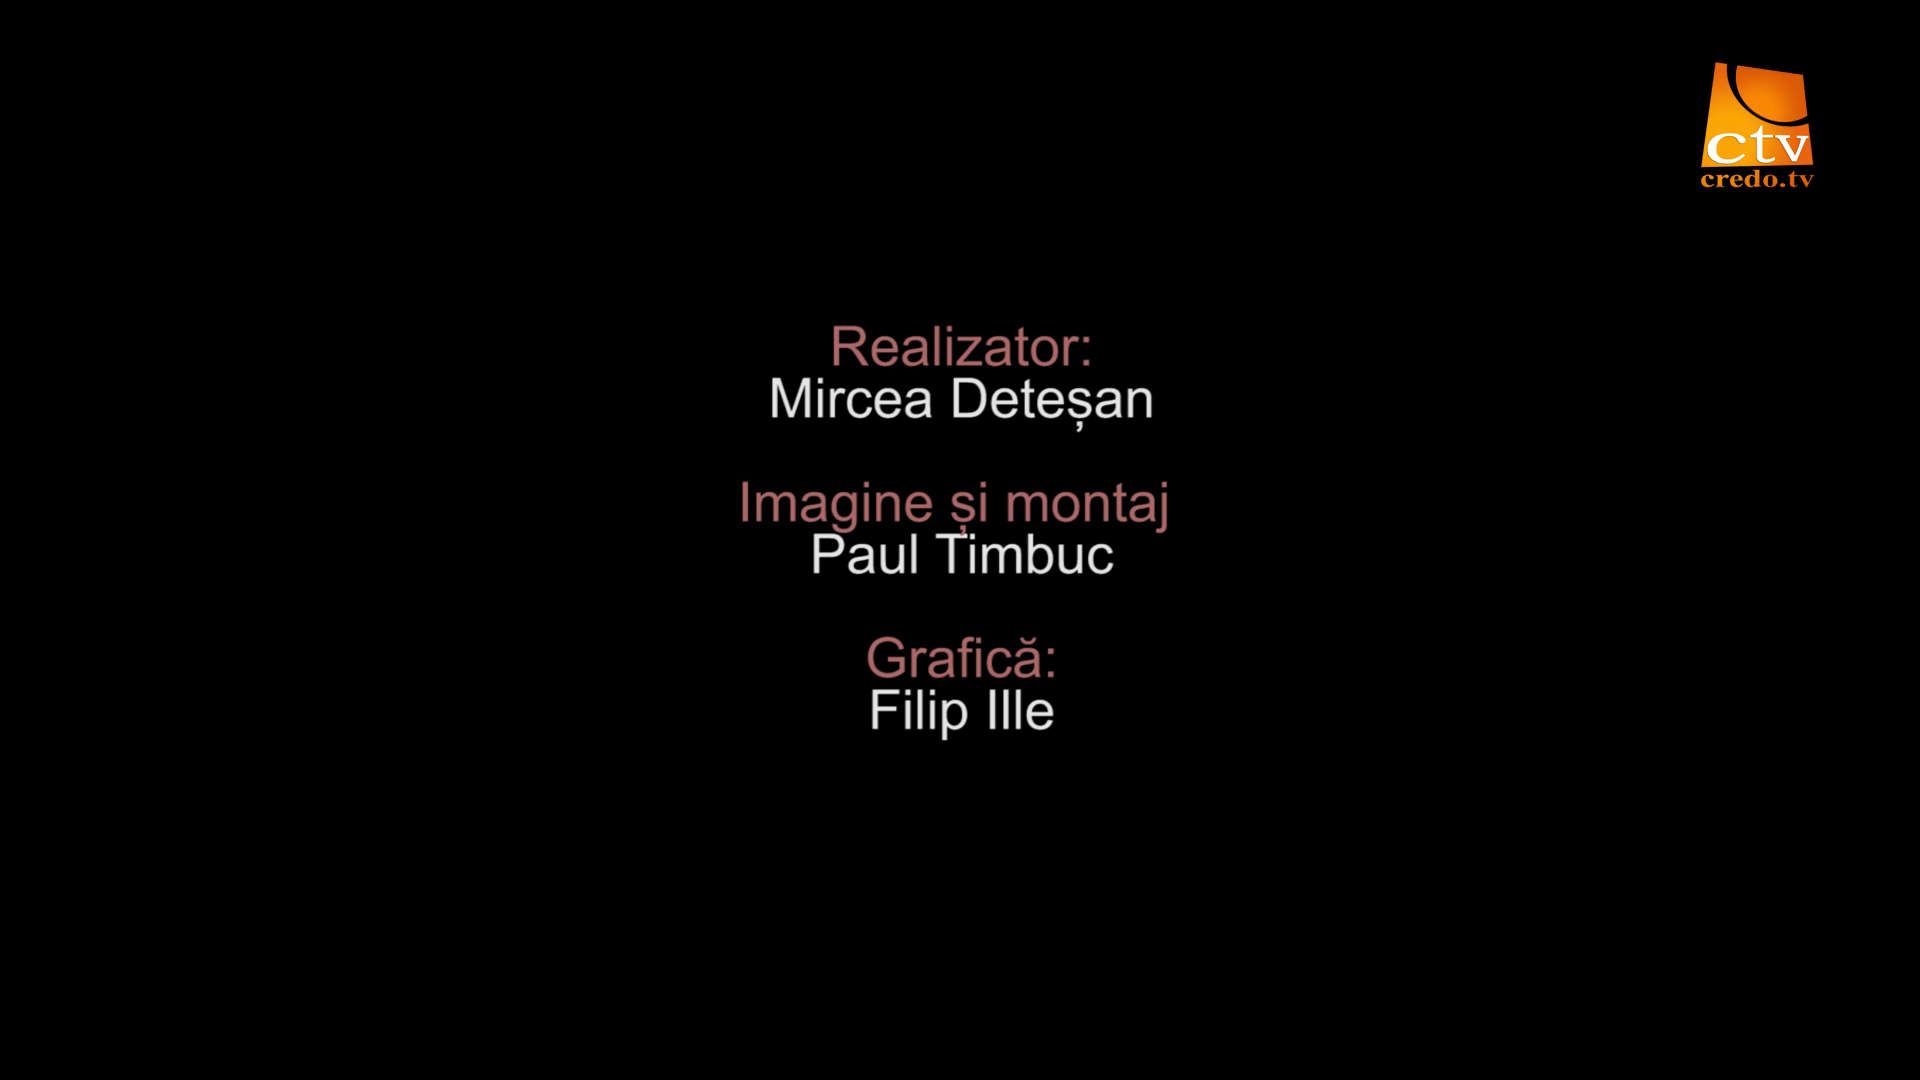 ctv
credo.tv
Realizator:
Mircea Deteșan
Imagine și montaj
Paul Timbuc
Grafică:
Filip Ille